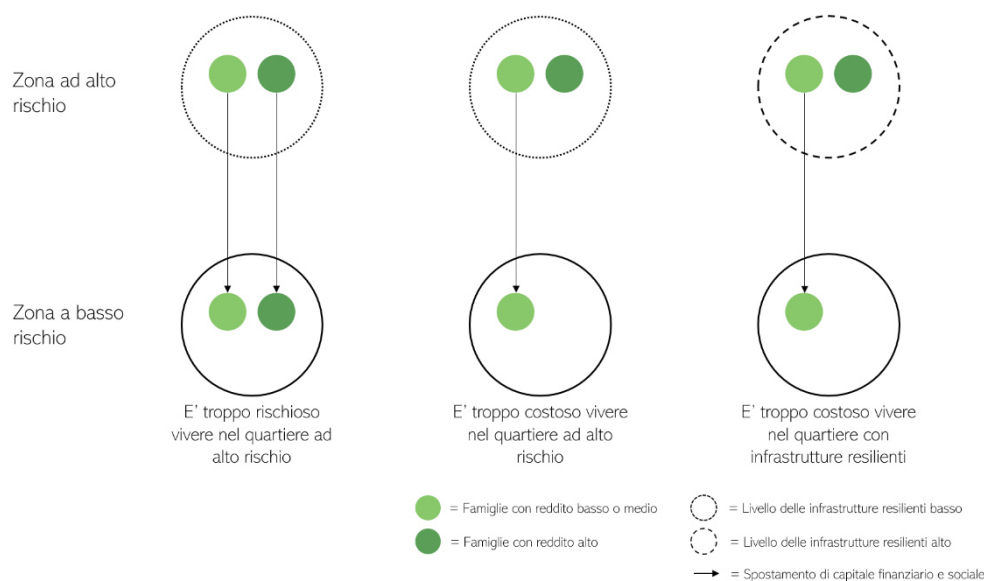 Zona ad alto
rischio
Zona a basso
rischio
E' troppo rischioso
vivere nel quartiere ad
alto rischio
E' troppo costoso vivere
nel quartiere ad alto
rischio
E' troppo costoso vivere
nel quartiere con
infrastrutture resilienti
= Famiglie con reddito basso o medio
= Famiglie con reddito alto
= Livello delle infrastrutture resilienti basso
= Livello delle infrastrutture resilienti alto
= Spostamento di capitale finanziario e sociale